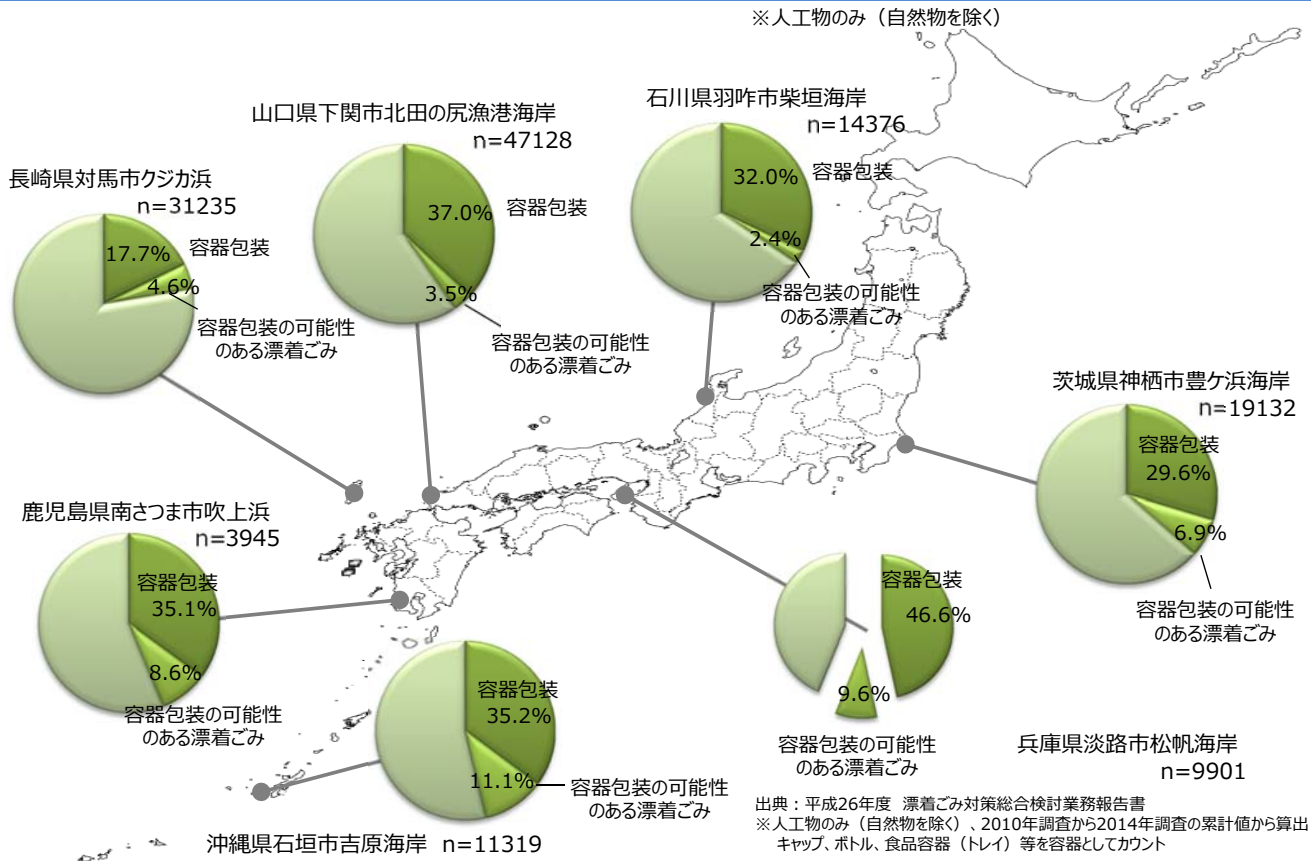 ※人工物のみ（自然物を除く）
石川県羽咋市柴垣海岸
n=14376
32.0%
容器包装
2.4%
容器包装の可能性
のある漂着ごみ
山口県下関市北田の尻漁港海岸
n=47128
37.0%
容器包装
3.5%
容器包装の可能性
のある漂着ごみ
長崎県対馬市クジカ浜
n=31235
17.7%
容器包装
4.6%
容器包装の可能性
のある漂着ごみ
茨城県神栖市豊ケ浜海岸
n=19132
容器包装
29.6%
6.9%
容器包装の可能性
のある漂着ごみ
鹿児島県南さつま市吹上浜
n=3945
容器包装
35.1%
8.6%
容器包装の可能性
のある漂着ごみ
容器包装
46.6%
9.6%
容器包装の可能性
のある漂着ごみ
兵庫県淡路市松帆海岸
n=9901
容器包装
35.2%
11.1%
容器包装の可能性
のある漂着ごみ
沖縄県石垣市吉原海岸 n=11319
出典：平成26年度 漂着ごみ対策総合検討業務報告書
※人工物のみ（自然物を除く）、2010年調査から2014年調査の累計値から算出
キャップ、ボトル、食品容器（トレイ）等を容器としてカウント